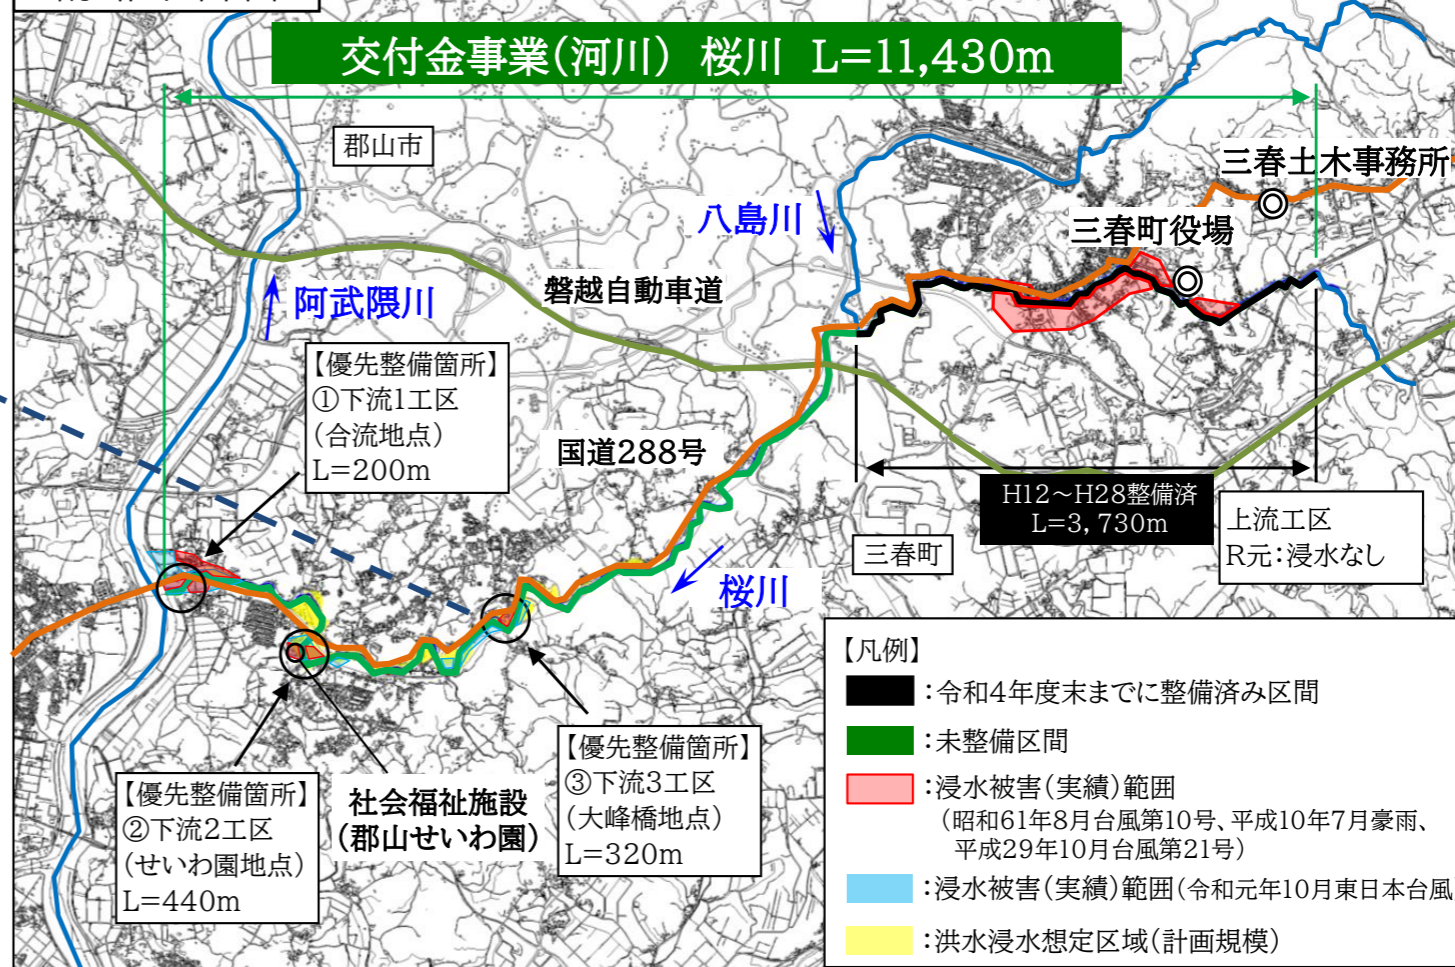 交付金事業(河川) 桜川 L=11,430m
郡山市
三春土木事務所
八島川
三春町役場
磐越自動車道
阿武隈川
【優先整備箇所】
①下流1工区
(合流地点)
L=200m
国道288号
H12～H28整備済
L=3,730m
上流工区
R元:浸水なし
三春町
桜川
【優先整備箇所】
②下流2工区
(せいわ園地点)
L=440m
社会福祉施設
(郡山せいわ園)
【優先整備箇所】
③下流3工区
(大峰橋地点)
L=320m
【凡例】
:令和4年度末までに整備済み区間
:未整備区間
:浸水被害(実績)範囲
(昭和61年8月台風第10号、平成10年7月豪雨、
平成29年10月台風第21号)
:浸水被害(実績)範囲(令和元年10月東日本台風
:洪水浸水想定区域(計画規模)